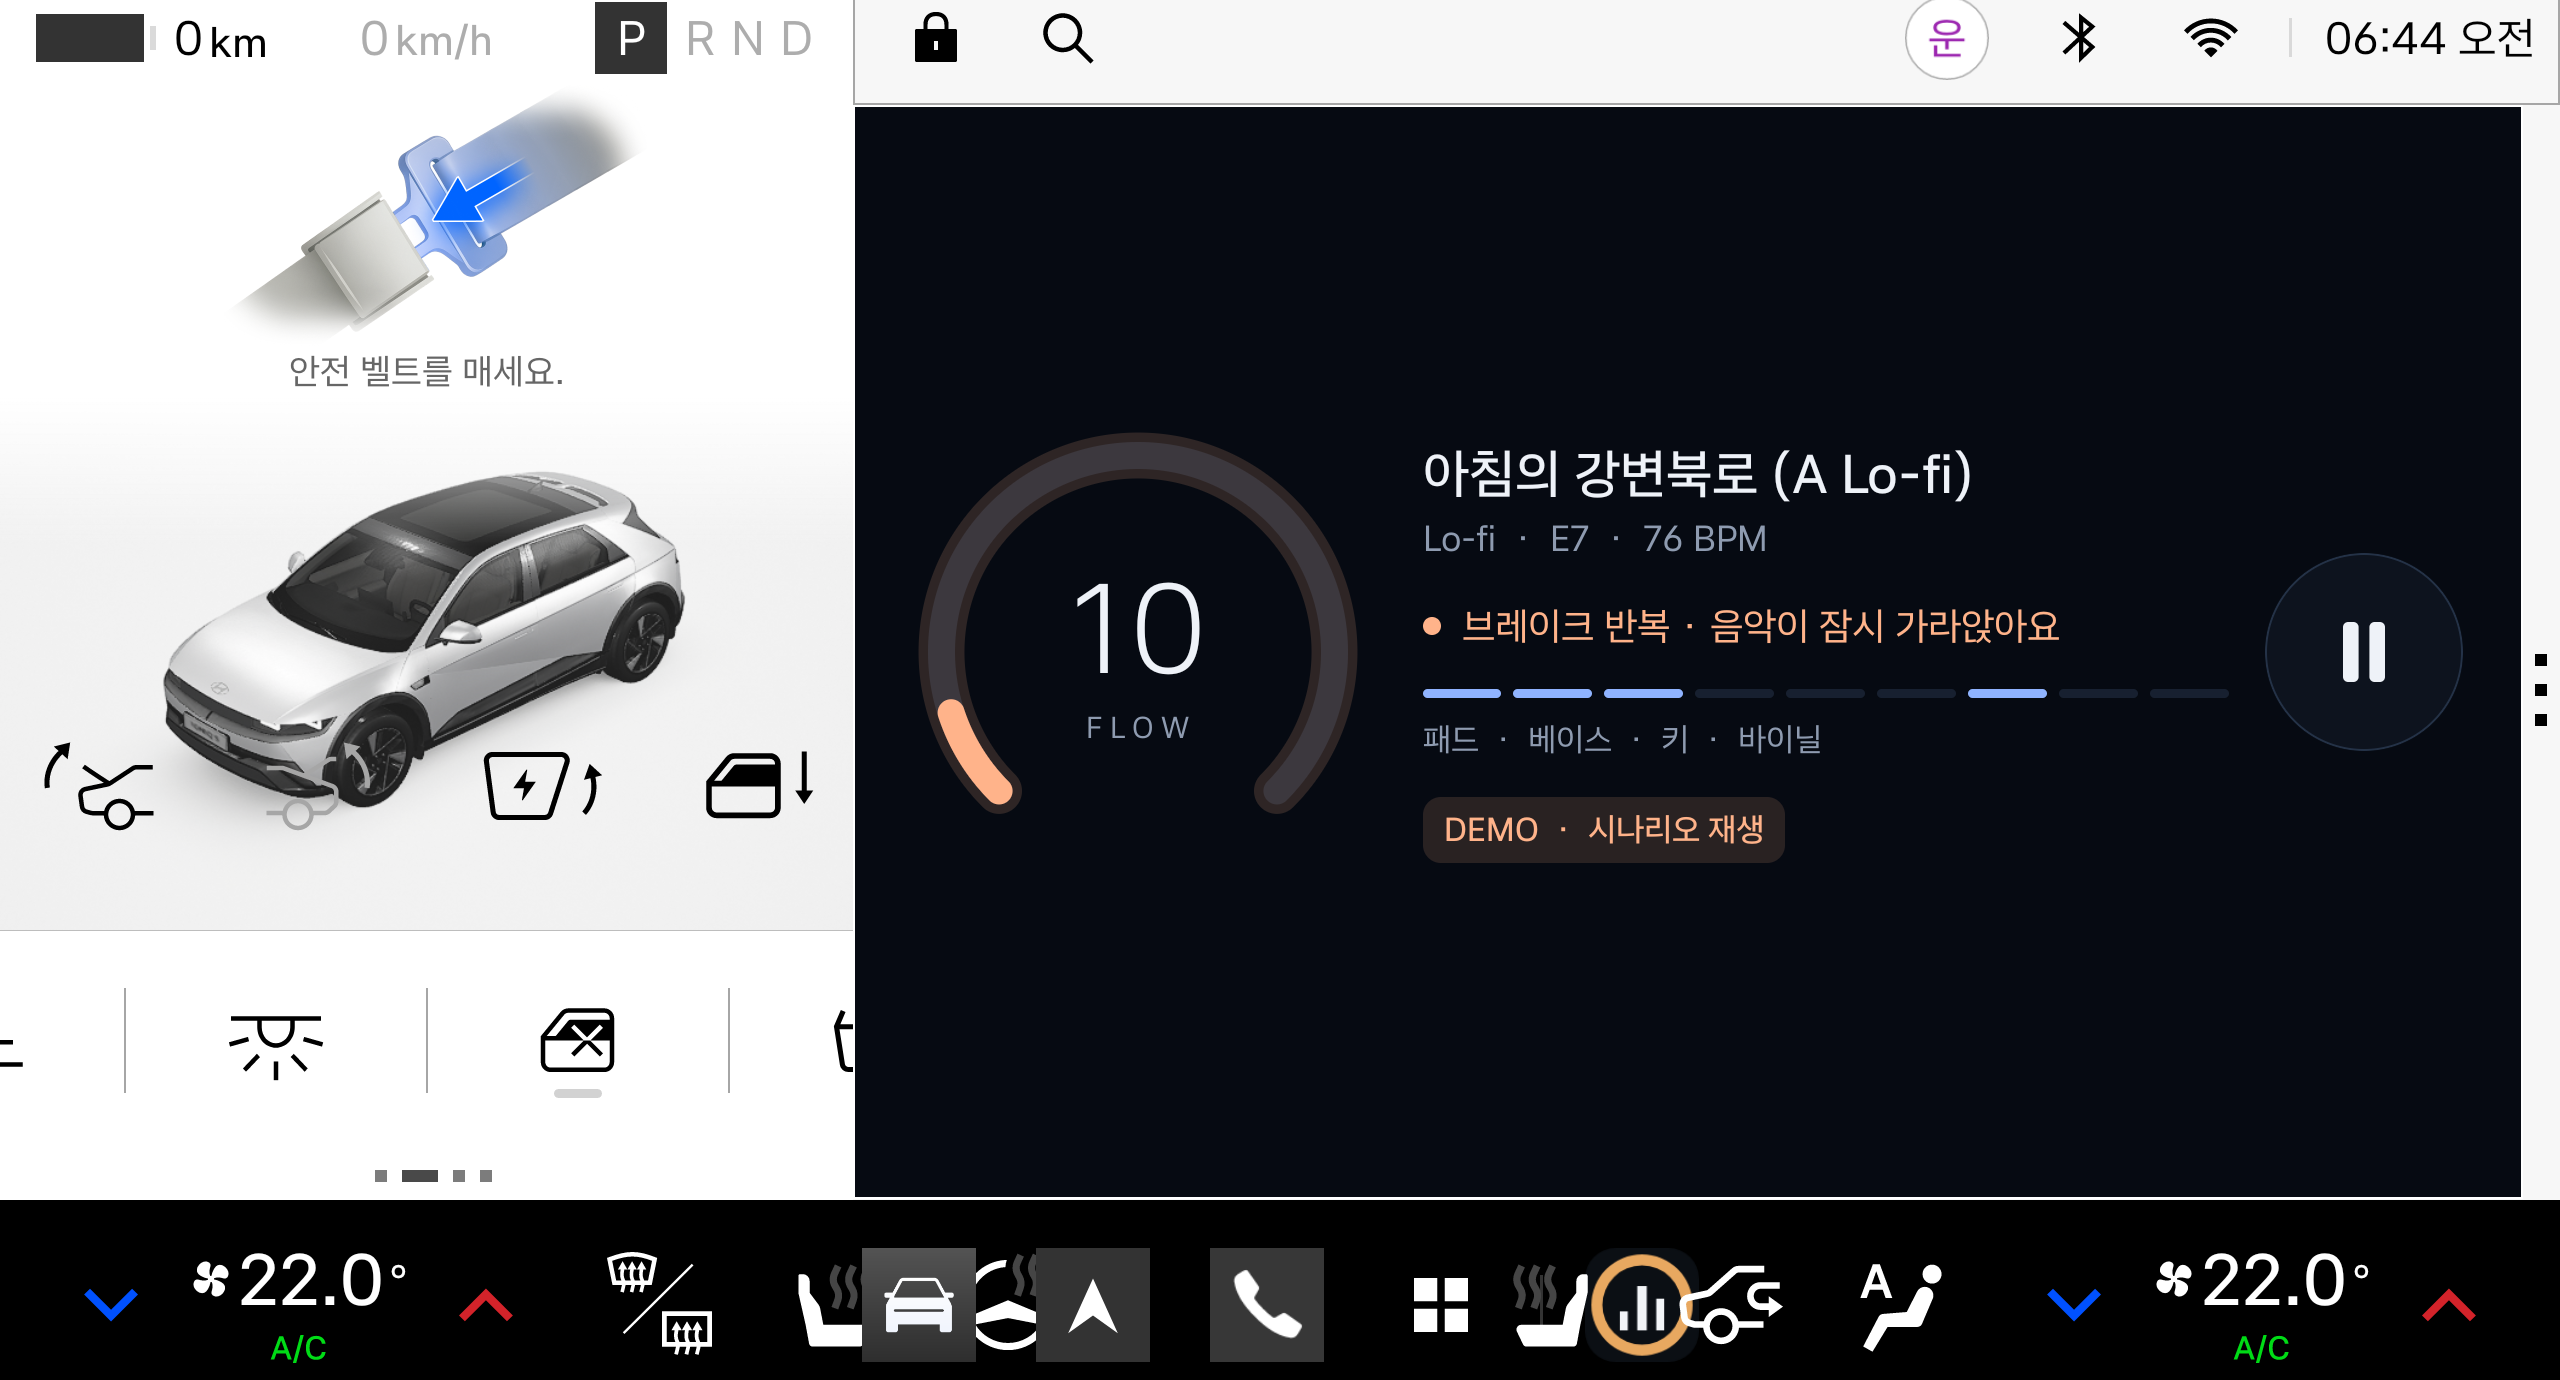 0 km
0 km/h
P R N D
운
06:44 오전
안전 벨트를 매세요.
10
FLOW
아침의 강변북로 (A Lo-fi)
Lo-fi · E7 · 76 BPM
브레이크 반복 · 음악이 잠시 가라앉아요
패드 · 베이스 · 키 · 바이닐
DEMO · 시나리오 재생
22.0°
A/C
A
22.0°
A/C